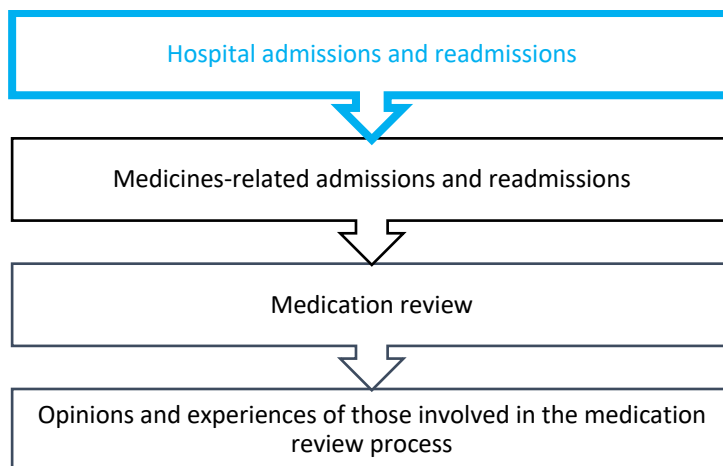 Hospital admissions and readmissions
Medicines-related admissions and readmissions
Medication review
Opinions and experiences of those involved in the medication
review process